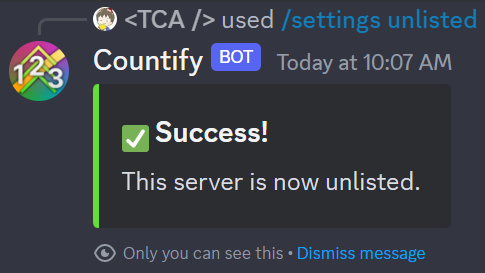 <TCA /> used /settings unlisted
Countify BOT Today at 10:07 AM
123
Success!
This server is now unlisted.
Only you can see this • Dismiss message